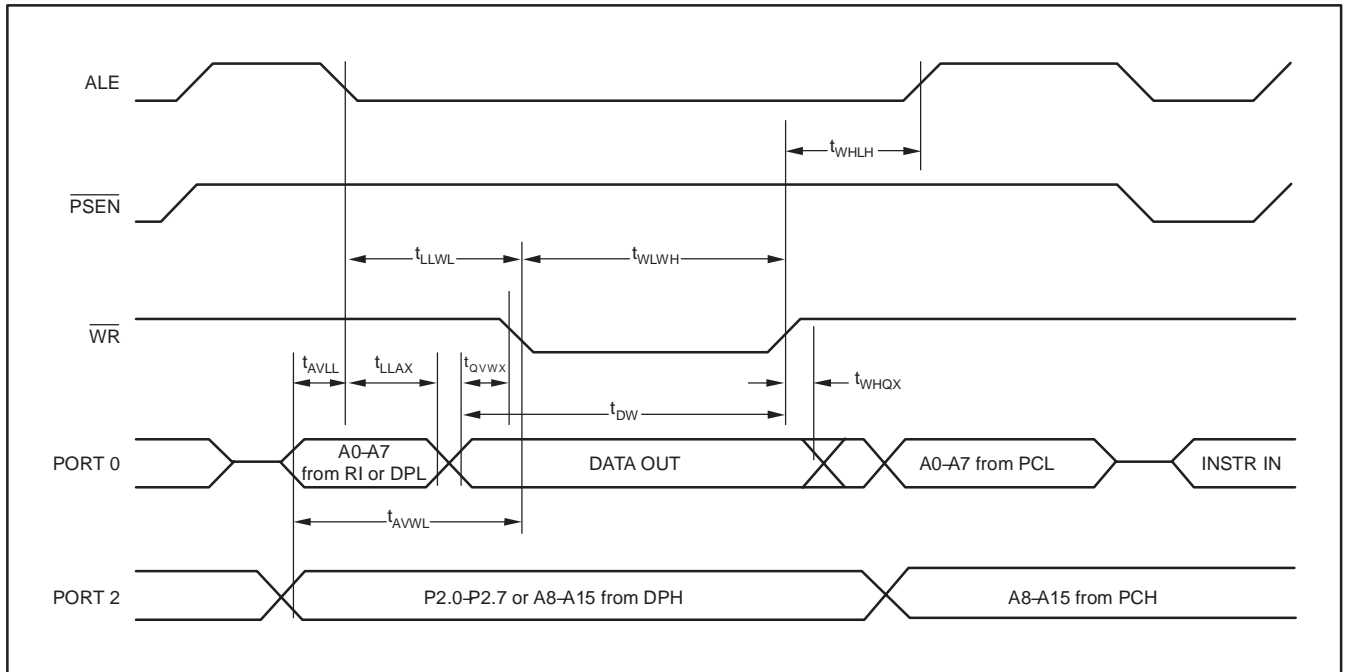 ALE
tWHLH
PSEN
tLLWL
tWLWH
WR
tAVLL
tLLAX
tQVWX
tWHQX
tDW
PORT 0
A0–A7
from RI or DPL
DATA OUT
A0–A7 from PCL
INSTR IN
tAVWL
PORT 2
P2.0–P2.7 or A8–A15 from DPH
A8–A15 from PCH